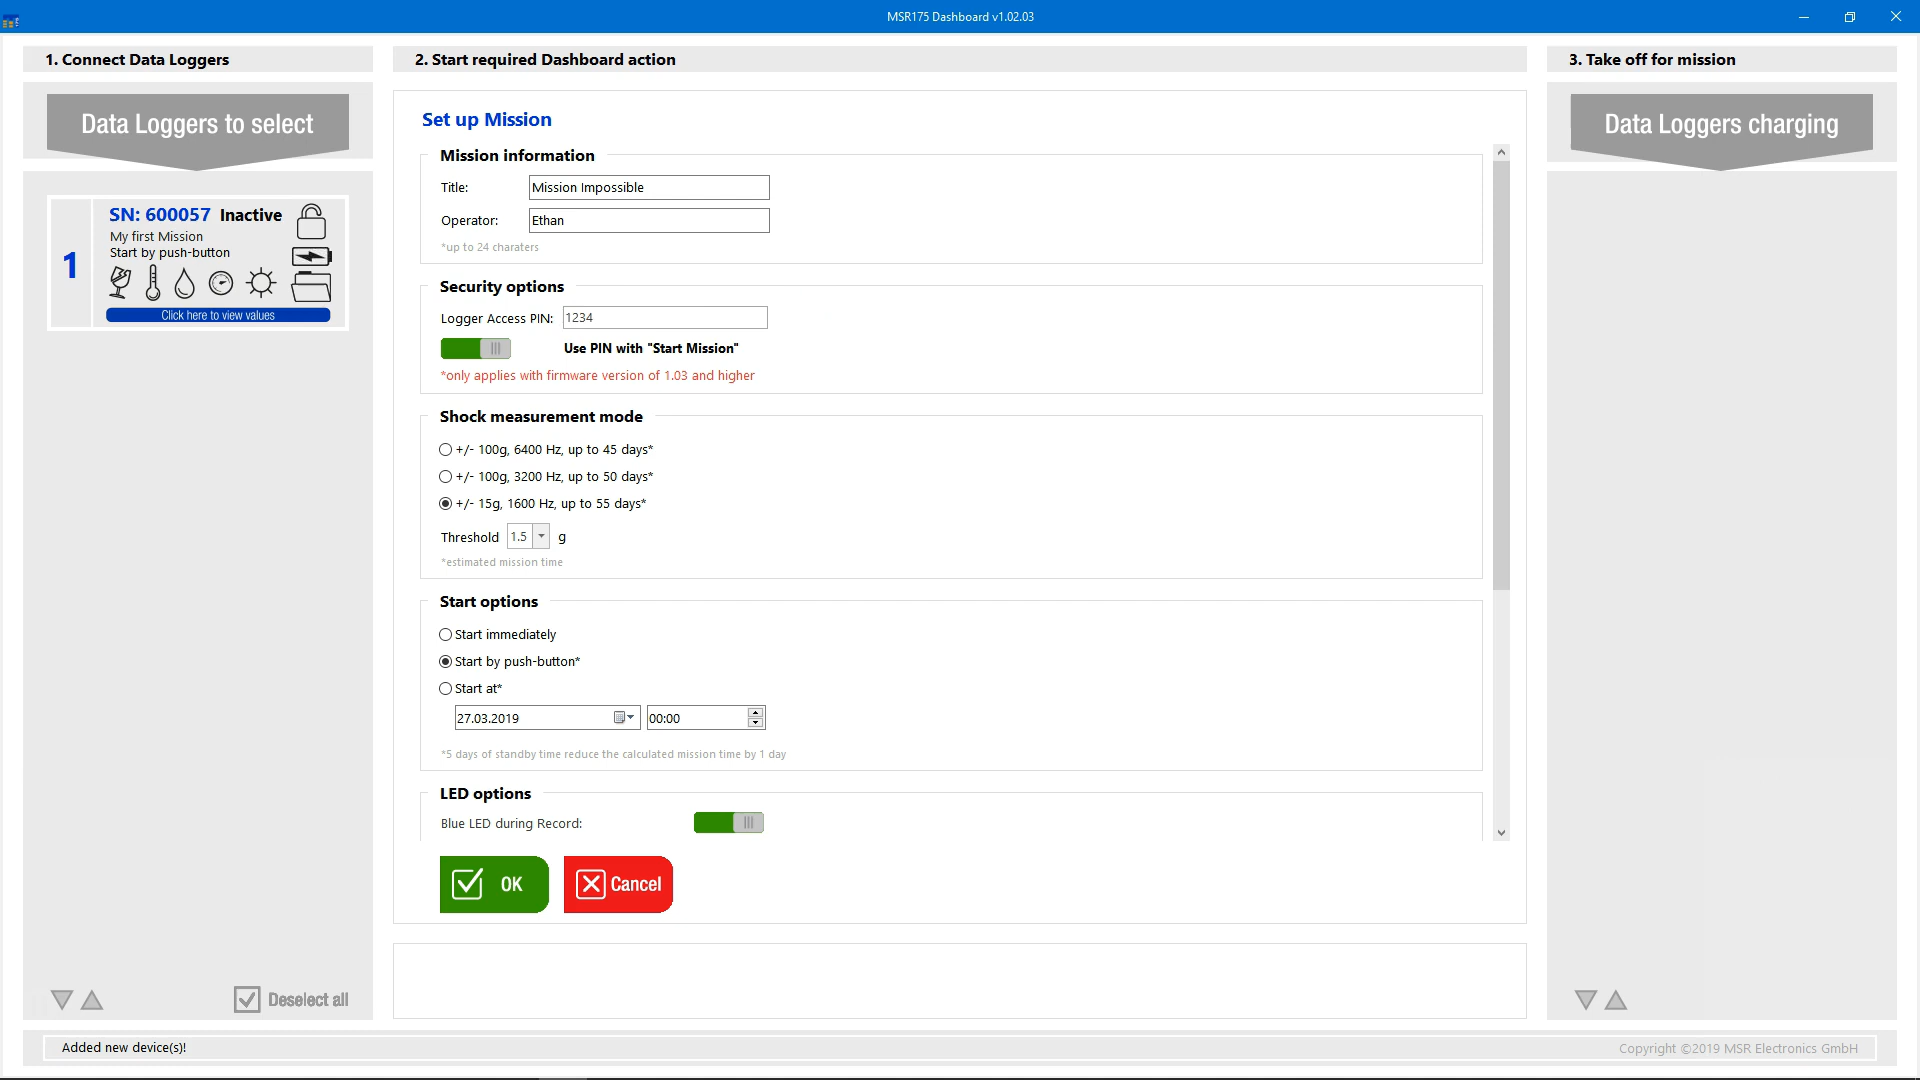 MSR175 Dashboard v1.02.03
1. Connect Data Loggers
2. Start required Dashboard action
3. Take off for mission
Data Loggers to select
1
SN: 600057 Inactive
My first Mission
Start by push-button
Click here to view values
Deselect all
Set up Mission
Mission information
Title: Mission Impossible
Operator: Ethan
*up to 24 charaters
Security options
Logger Access PIN: 1234
Use PIN with "Start Mission"
*only applies with firmware version of 1.03 and higher
Shock measurement mode
+/- 100g, 6400 Hz, up to 45 days*
+/- 100g, 3200 Hz, up to 50 days*
+/- 15g, 1600 Hz, up to 55 days*
Threshold 1.5 g
*estimated mission time
Start options
Start immediately
Start by push-button*
Start at*
27.03.2019 00:00
*5 days of standby time reduce the calculated mission time by 1 day
LED options
Blue LED during Record:
OK Cancel
Data Loggers charging
Added new device(s)!
Copyright ©2019 MSR Electronics GmbH